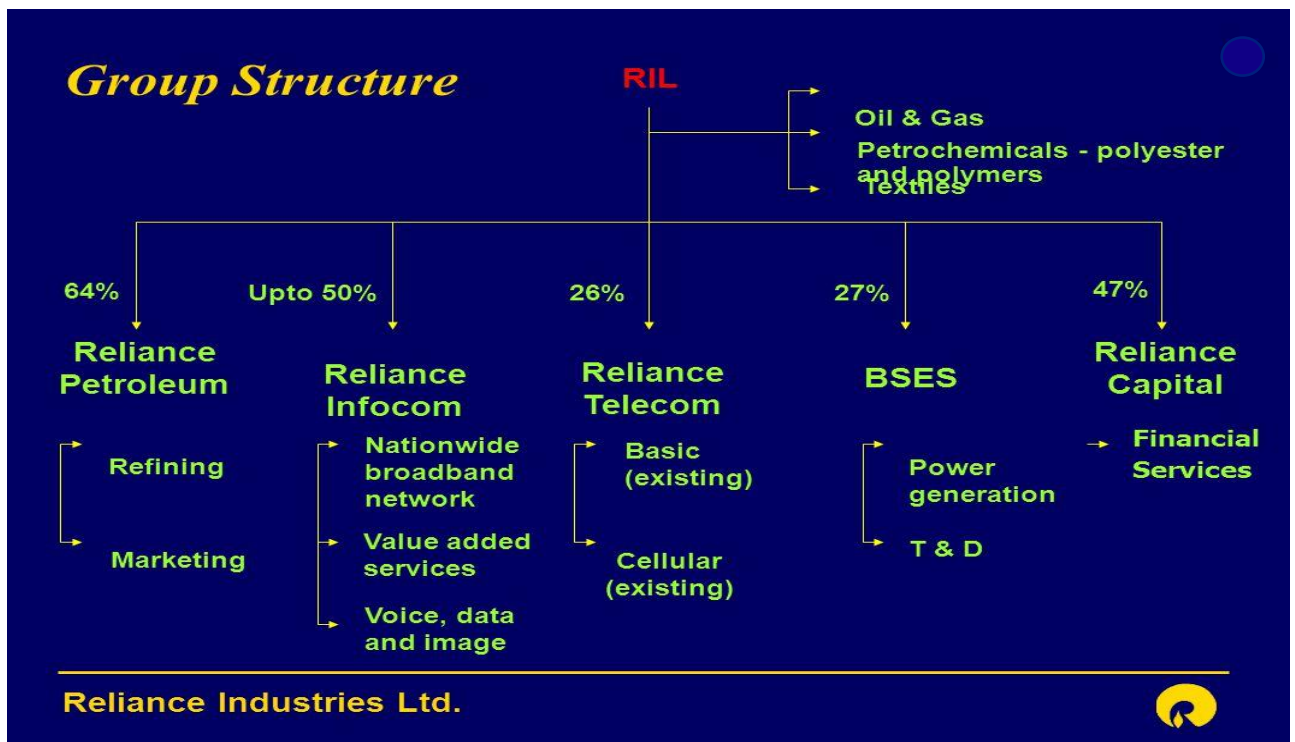 Group Structure
RIL
Oil & Gas
Petrochemicals - polyester
and polymers
Textiles
64%
Upto 50%
26%
27%
47%
Reliance
Petroleum
Reliance
Infocom
Reliance
Telecom
BSES
Reliance
Capital
Refining
Marketing
Nationwide
broadband
network
Value added
services
Voice, data
and image
Basic
(existing)
Cellular
(existing)
Power
generation
T & D
Financial
Services
Reliance Industries Ltd.